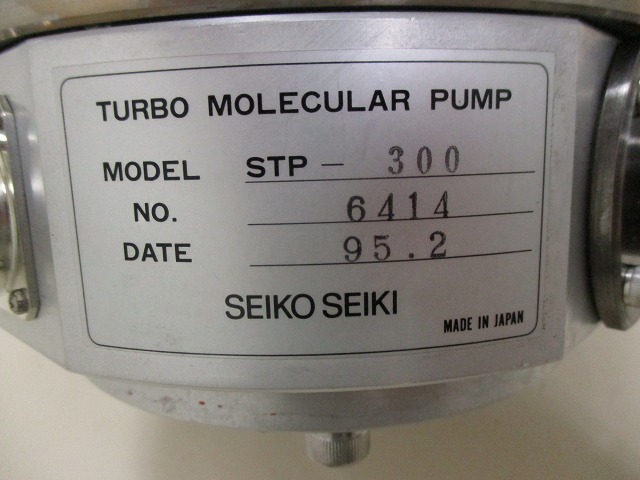 TURBO MOLECULAR PUMP
MODEL STP - 300
NO. 6414
DATE 95.2
SEIKO SEIKI
MADE IN JAPAN